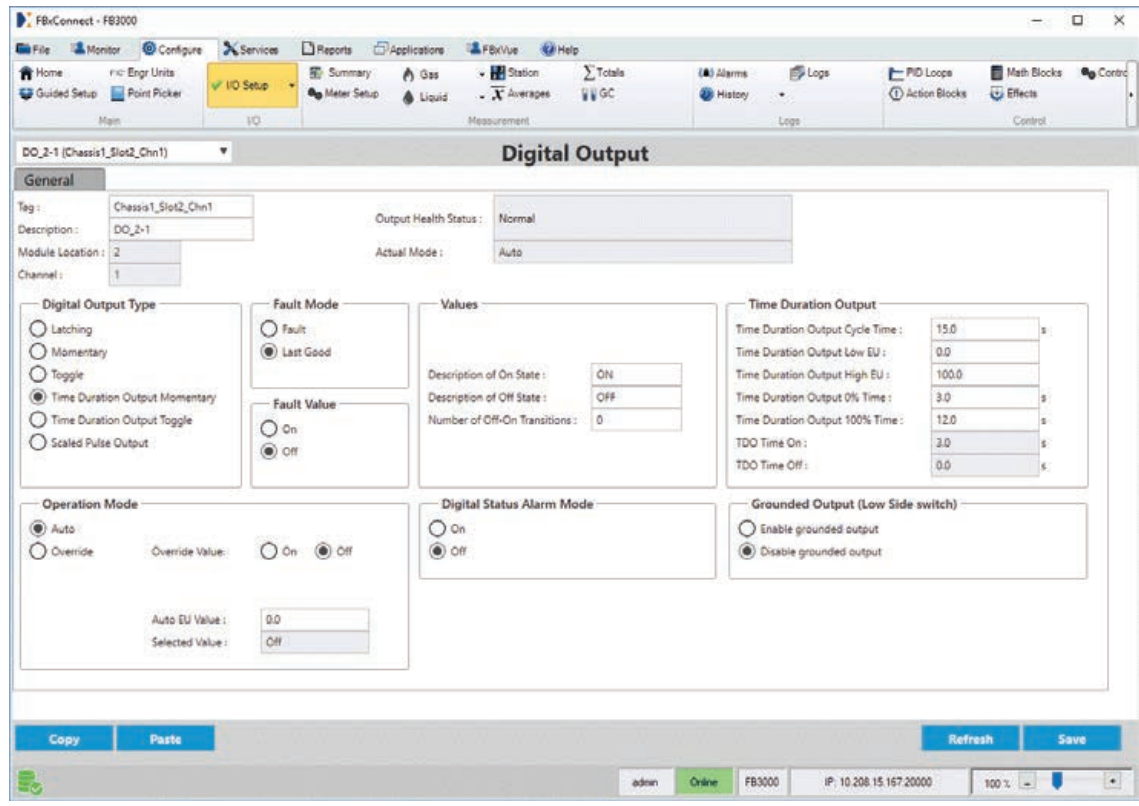 FBxConnect - FB3000
File Monitor Configure Services Reports Applications FBxVue Help
Home Engr Units I/O Setup Summary Gas Station Totals Alarms Logs PID Loops Math Blocks
Guided Setup Point Picker Meter Setup Liquid Averages GC History Action Blocks Effects
Main I/O Measurement Logs Control
DO_2-1 (Chassis1_Slot2_Chn1) Digital Output
General
Tag : Chassis1_Slot2_Chn1
Description : DO_2-1
Module Location : 2
Channel : 1
Output Health Status : Normal
Actual Mode : Auto
Digital Output Type
Latching
Momentary
Toggle
Time Duration Output Momentary
Time Duration Output Toggle
Scaled Pulse Output
Fault Mode
Fault
Last Good
Fault Value
On
Off
Values
Description of On State : ON
Description of Off State : OFF
Number of Off-On Transitions : 0
Time Duration Output
Time Duration Output Cycle Time : 15.0 s
Time Duration Output Low EU : 0.0
Time Duration Output High EU : 100.0
Time Duration Output 0% Time : 3.0 s
Time Duration Output 100% Time : 12.0 s
TDO Time On : 3.0 s
TDO Time Off : 0.0 s
Operation Mode
Auto
Override Override Value: On Off
Auto EU Value : 0.0
Selected Value : Off
Digital Status Alarm Mode
On
Off
Grounded Output (Low Side switch)
Enable grounded output
Disable grounded output
Copy Paste Refresh Save
admin Online FB3000 IP: 10.208.15.167.20000 100 % - +